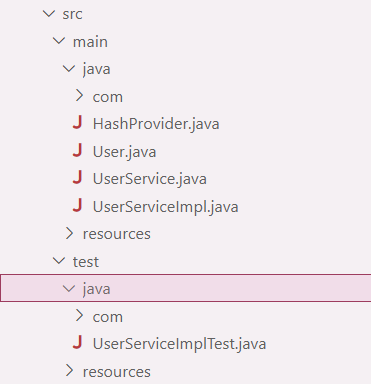 src
main
java
com
J HashProvider.java
J User.java
J UserService.java
J UserServiceImpl.java
resources
test
java
com
J UserServiceImplTest.java
resources